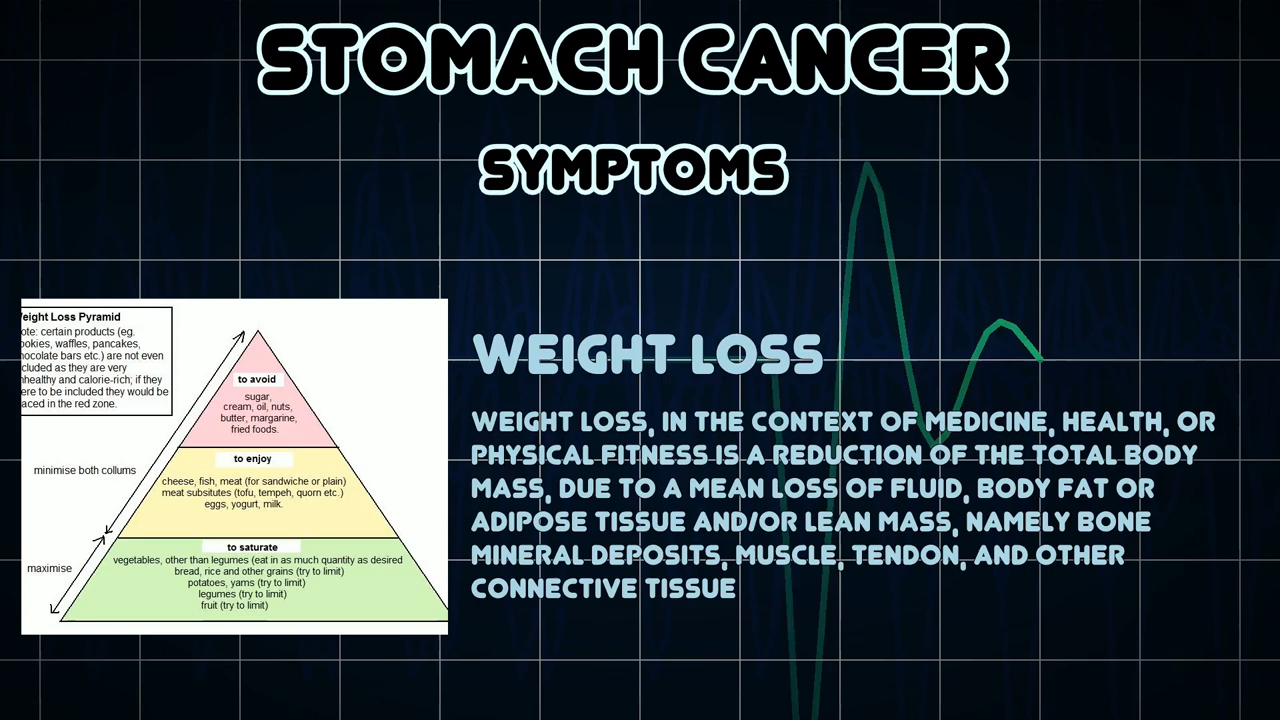 STOMACH CANCER
SYMPTOMS
eight Loss Pyramid
ote: certain products (eg.
ookies, waffles, pancakes,
hocolate bars etc.) are not even
cluded as they are very
nhealthy and calorie-rich; if they
ere to be included they would be
aced in the red zone.
to avoid
sugar,
cream, oil, nuts,
butter, margarine,
fried foods.
minimise both collums
to enjoy
cheese, fish, meat (for sandwiche or plain)
meat subsitutes (tofu, tempeh, quorn etc.)
eggs, yogurt, milk.
maximise
to saturate
vegetables, other than legumes (eat in as much quantity as desired
bread, rice and other grains (try to limit)
potatoes, yams (try to limit)
legumes (try to limit)
fruit (try to limit)
WEIGHT LOSS
WEIGHT LOSS, IN THE CONTEXT OF MEDICINE, HEALTH, OR
PHYSICAL FITNESS IS A REDUCTION OF THE TOTAL BODY
MASS, DUE TO A MEAN LOSS OF FLUID, BODY FAT OR
ADIPOSE TISSUE AND/OR LEAN MASS, NAMELY BONE
MINERAL DEPOSITS, MUSCLE, TENDON, AND OTHER
CONNECTIVE TISSUE